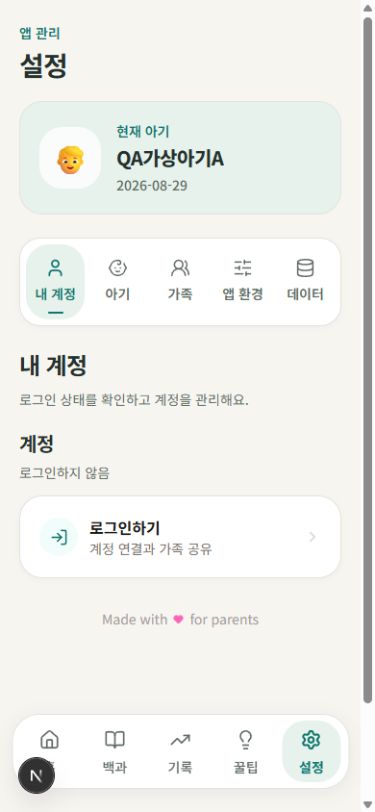 앱 관리
설정
현재 아기
QA가상아기A
2026-08-29
내 계정 아기 가족 앱 환경 데이터
내 계정
로그인 상태를 확인하고 계정을 관리해요.
계정
로그인하지 않음
로그인하기
계정 연결과 가족 공유
Made with for parents
백과 기록 꿀팁 설정
N